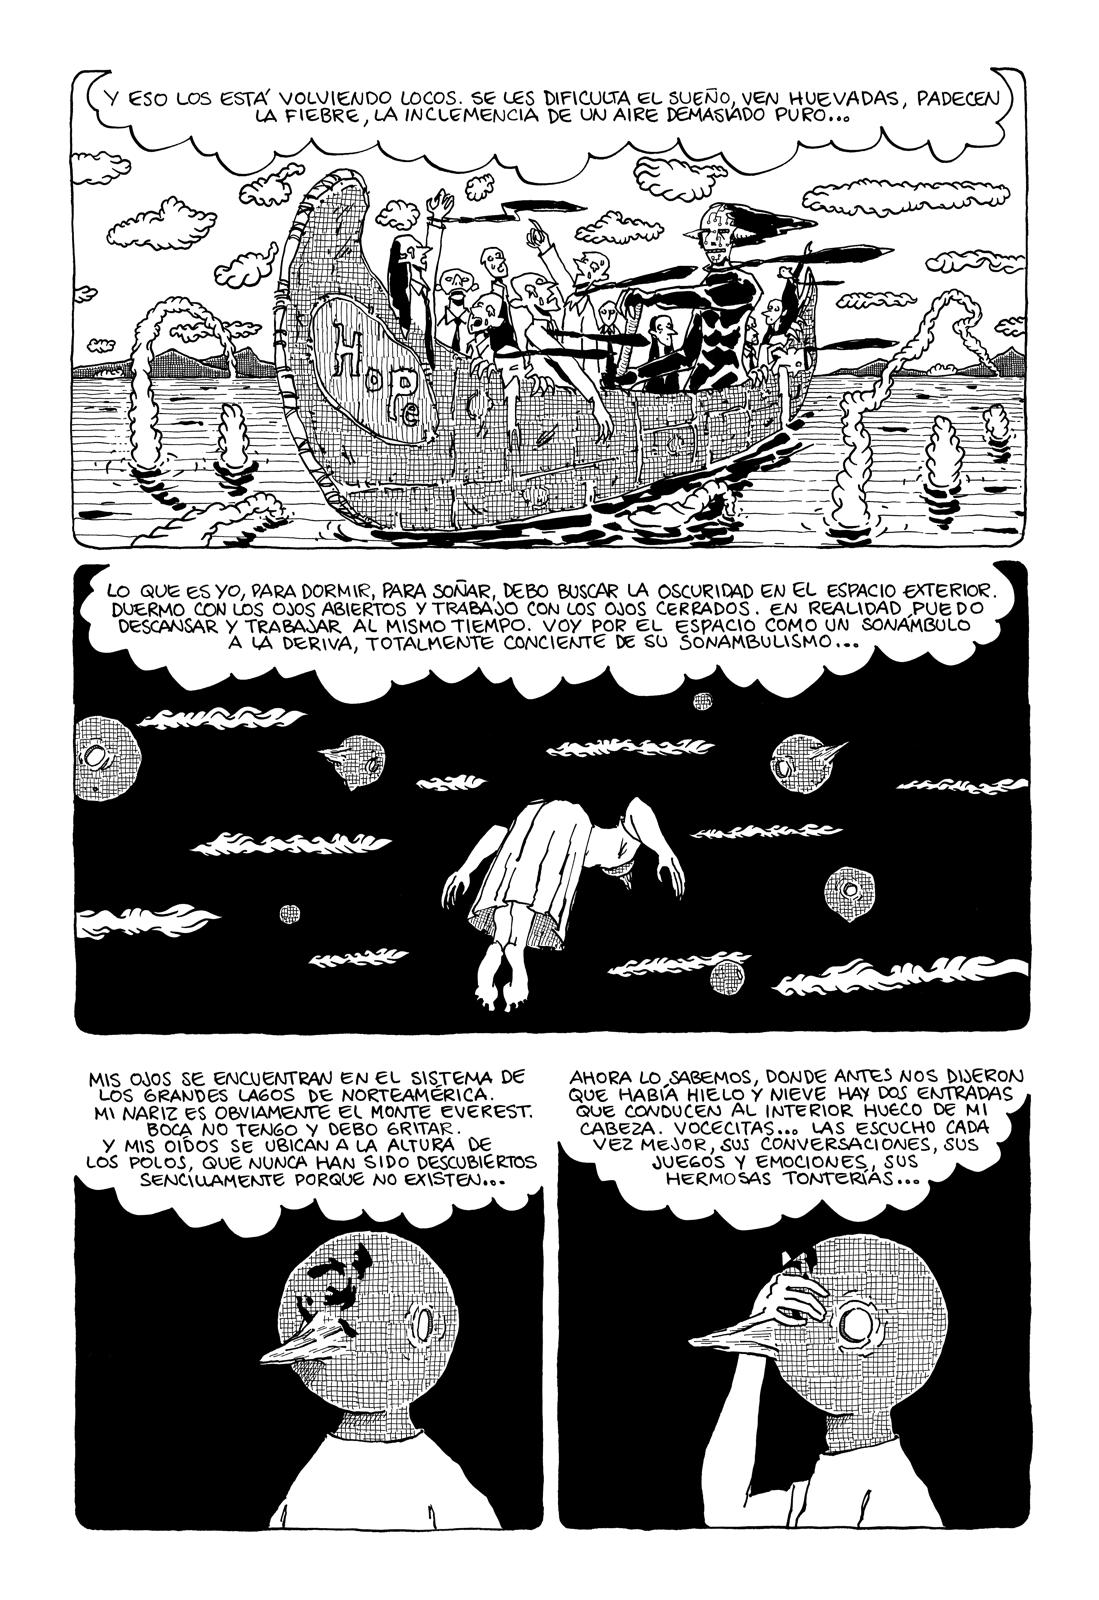 Y ESO LOS ESTÁ VOLVIENDO LOCOS. SE LES DIFICULTA EL SUEÑO, VEN HUEVADAS, PADECEN
LA FIEBRE, LA INCLEMENCIA DE UN AIRE DEMASIADO PURO...
HOPe
LO QUE ES YO, PARA DORMIR, PARA SOÑAR, DEBO BUSCAR LA OSCURIDAD EN EL ESPACIO EXTERIOR.
DUERMO CON LOS OJOS ABIERTOS Y TRABAJO CON LOS OJOS CERRADOS. EN REALIDAD PUEDO
DESCANSAR Y TRABAJAR AL MISMO TIEMPO. VOY POR EL ESPACIO COMO UN SONÁMBULO
A LA DERIVA, TOTALMENTE CONCIENTE DE SU SONAMBULISMO...
MIS OJOS SE ENCUENTRAN EN EL SISTEMA DE
LOS GRANDES LAGOS DE NORTEAMÉRICA.
MI NARIZ ES OBVIAMENTE EL MONTE EVEREST.
BOCA NO TENGO Y DEBO GRITAR.
Y MIS OÍDOS SE UBICAN A LA ALTURA DE
LOS POLOS, QUE NUNCA HAN SIDO DESCUBIERTOS
SENCILLAMENTE PORQUE NO EXISTEN...
AHORA LO SABEMOS, DONDE ANTES NOS DIJERON
QUE HABÍA HIELO Y NIEVE HAY DOS ENTRADAS
QUE CONDUCEN AL INTERIOR HUECO DE MI
CABEZA. VOCECITAS... LAS ESCUCHO CADA
VEZ MEJOR, SUS CONVERSACIONES, SUS
JUEGOS Y EMOCIONES, SUS
HERMOSAS TONTERÍAS...